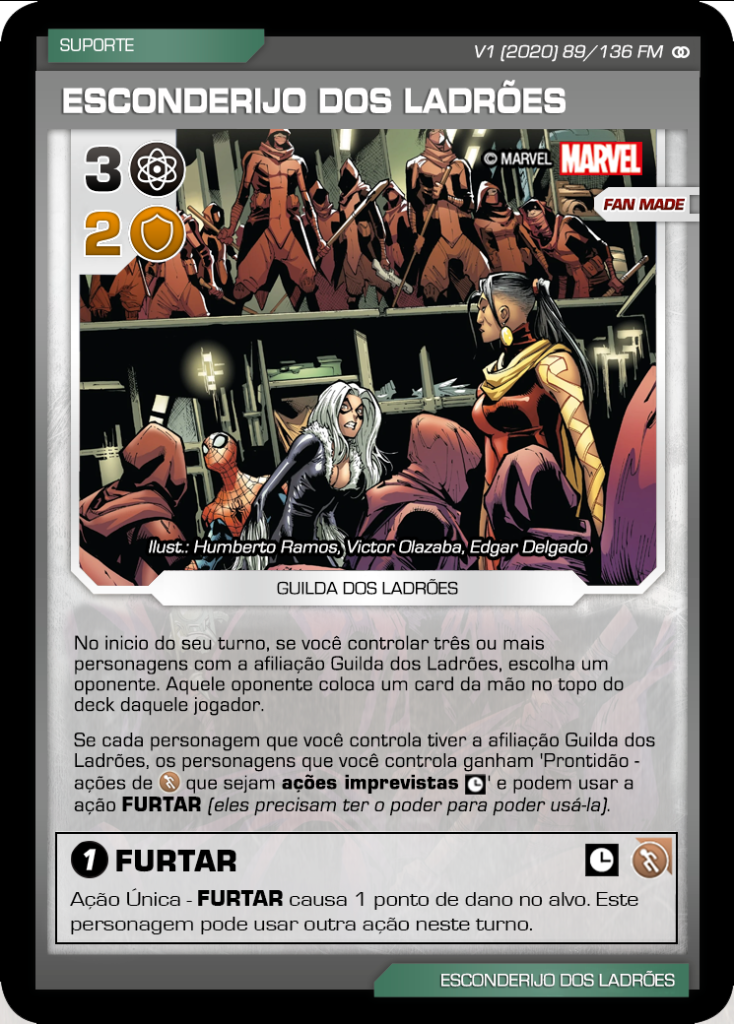 SUPORTE
V1 (2020) 89/136 FM
ESCONDERIJO DOS LADRÕES
3
© MARVEL MARVEL
FAN MADE
2
Ilust.: Humberto Ramos, Victor Olazaba, Edgar Delgado
GUILDA DOS LADRÕES
No inicio do seu turno, se você controlar três ou mais
personagens com a afiliação Guilda dos Ladrões, escolha um
oponente. Aquele oponente coloca um card da mão no topo do
deck daquele jogador.
Se cada personagem que você controla tiver a afiliação Guilda dos
Ladrões, os personagens que você controla ganham 'Prontidão -
ações de que sejam ações imprevistas ' e podem usar a
ação FURTAR (eles precisam ter o poder para poder usá-la).
1 FURTAR
Ação Única - FURTAR causa 1 ponto de dano no alvo. Este
personagem pode usar outra ação neste turno.
ESCONDERIJO DOS LADRÕES